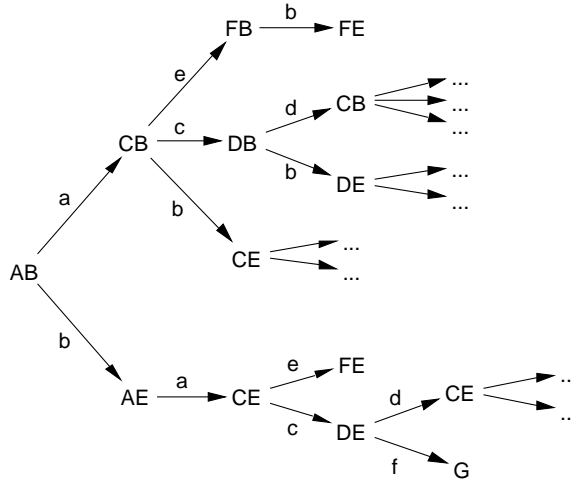 b
FB FE
e
d CB ...
...
...
c
CB DB
b DE ...
...
a
b
CE ...
...
AB
b
e FE
a
AE CE
d CE ..
..
c DE
f G